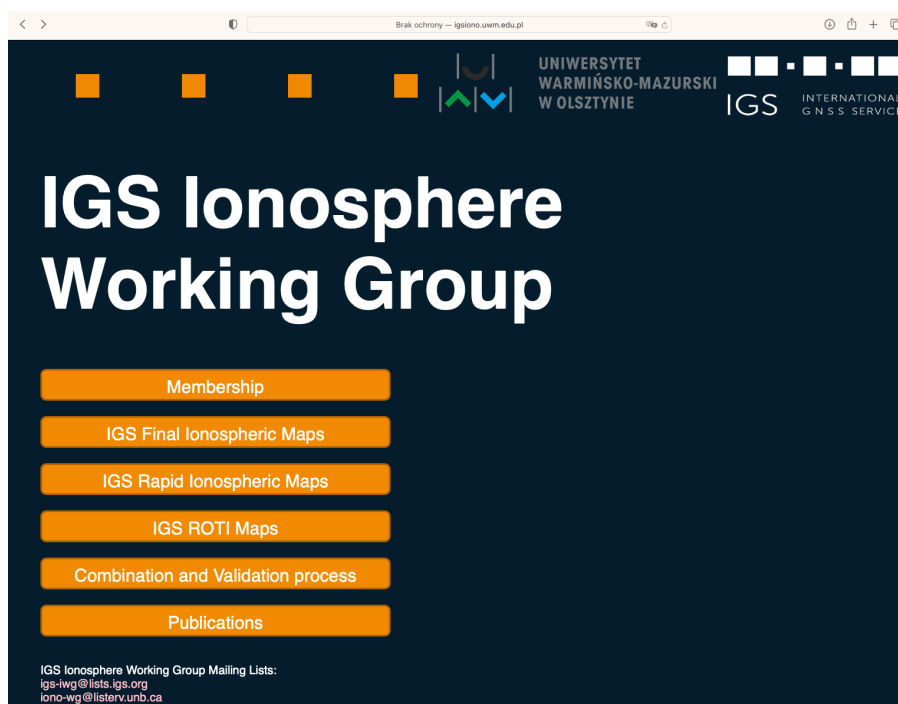 Brak ochrony — igsiono.uwm.edu.pl
UNIWERSYTET
WARMIŃSKO-MAZURSKI
W OLSZTYNIE
IGS
INTERNATIONAL
GNSS SERVICE
IGS Ionosphere
Working Group
Membership
IGS Final Ionospheric Maps
IGS Rapid Ionospheric Maps
IGS ROTI Maps
Combination and Validation process
Publications
IGS Ionosphere Working Group Mailing Lists:
igs-iwg@lists.igs.org
iono-wg@listerv.unb.ca